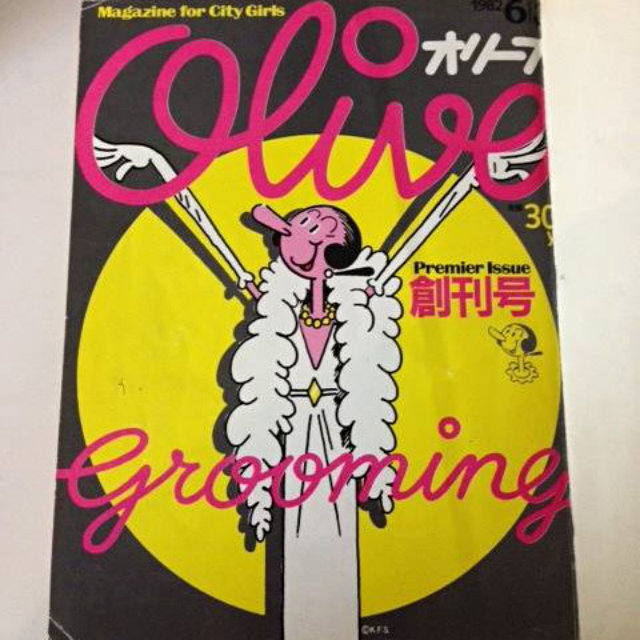 Magazine for City Girls
1982 6
Olive
オリーブ
30
Premier Issue
創刊号
Grooming
©K.F.S.